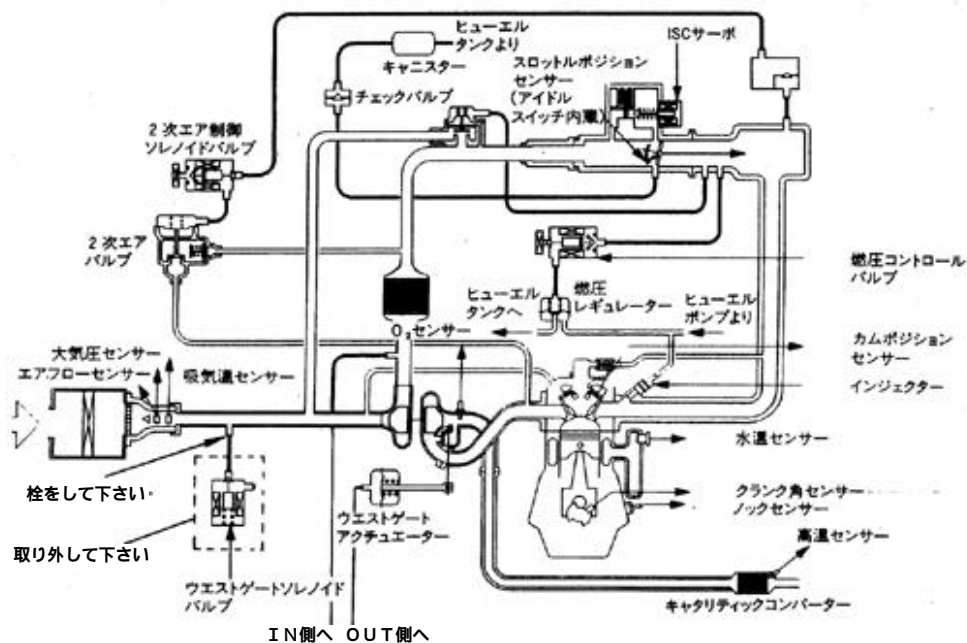 ヒューエル
タンクより
キャニスター
チェックバルブ
ISCサーボ
スロットルポジション
センサー
(アイドル
スイッチ内蔵)
2次エア制御
ソレノイドバルブ
2次エア
バルブ
燃圧コントロール
バルブ
ヒューエル
タンクへ
燃圧
レギュレーター
ヒューエル
ポンプより
O₂センサー
カムポジション
センサー
大気圧センサー
エアフローセンサー
吸気温センサー
インジェクター
水温センサー
栓をして下さい
クランク角センサー
ノックセンサー
ウエストゲート
アクチュエーター
取り外して下さい
高温センサー
ウエストゲートソレノイド
バルブ
キャタリティックコンバーター
IN側へ OUT側へ